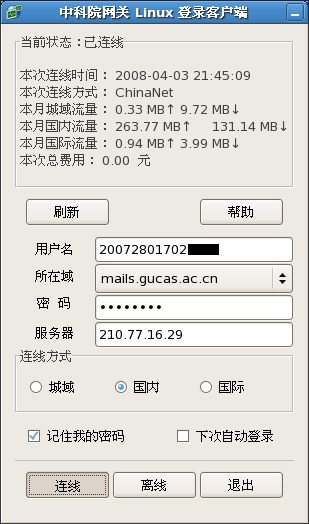 中科院网关 Linux 登录客户端
当前状态：已连线
本次连线时间： 2008-04-03 21:45:09
本次连线方式： ChinaNet
本月城域流量： 0.33 MB↑ 9.72 MB↓
本月国内流量： 263.77 MB↑ 131.14 MB↓
本月国际流量： 0.94 MB↑ 3.99 MB↓
本次总费用： 0.00 元
刷新 帮助
用户名 20072801702
所在域 mails.gucas.ac.cn
密 码 ••••••••
服务器 210.77.16.29
连线方式
城域 国内 国际
记住我的密码 下次自动登录
连线 离线 退出